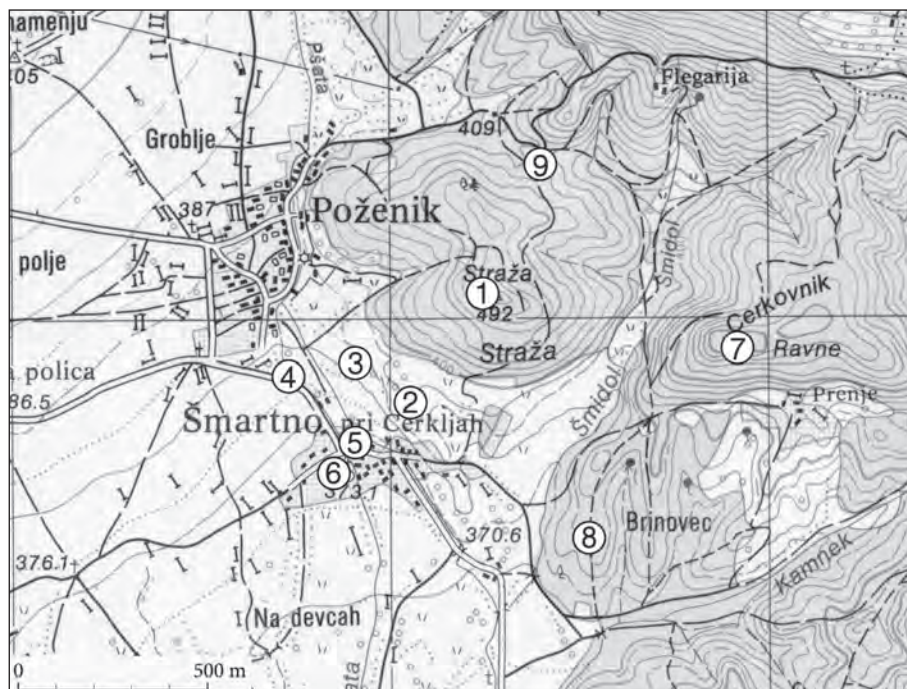 namenju
05
Pšata
Flegarija
Groblje
409
9
387
Poženik
polje
Straža
1
492
Straža
Šmidol
Cerkovnik
7
Ravne
polica
86.5
4
3
2
Šmartno pri Cerkljah
Šmidol
Prenje
5
6
3.1
370.6
8
Brinovec
Kamnek
376.1
Na devcah
0 500 m